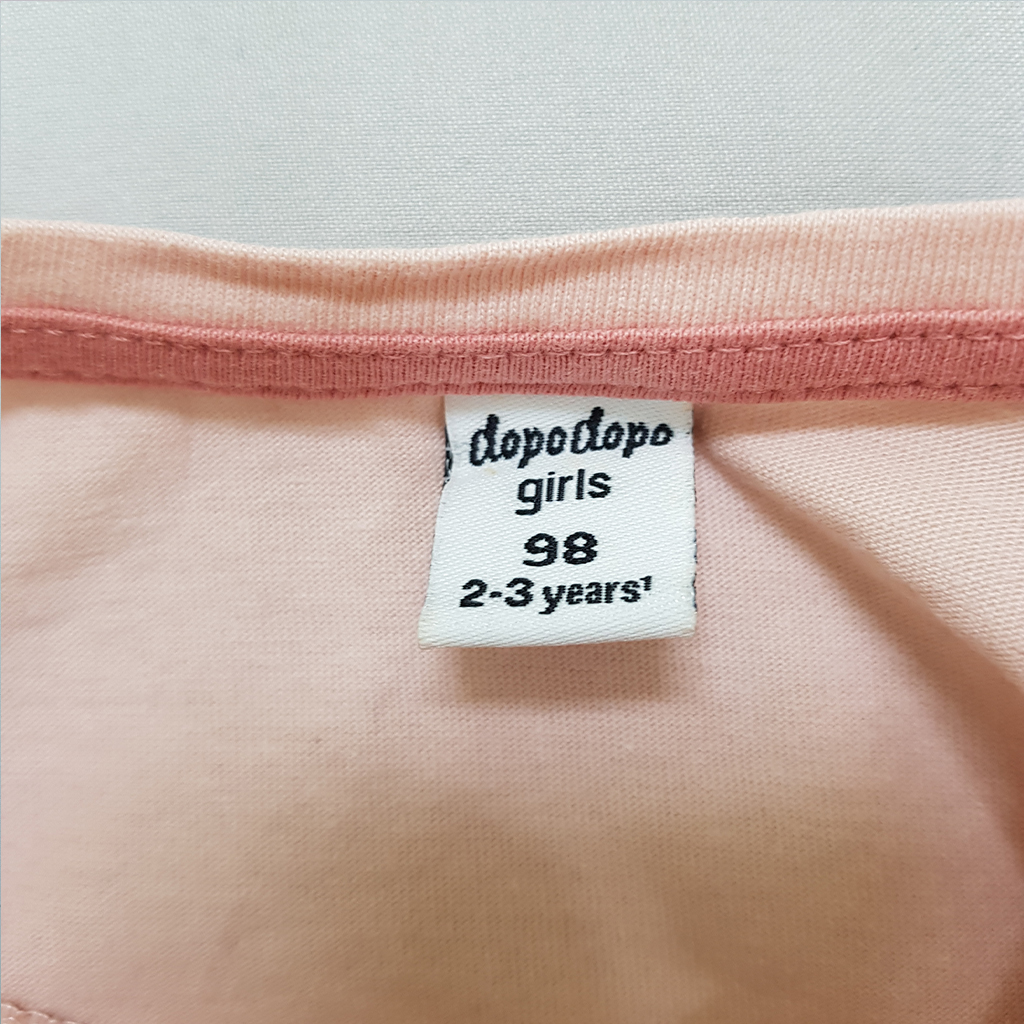 dopodopo
girls
98
2-3 years¹